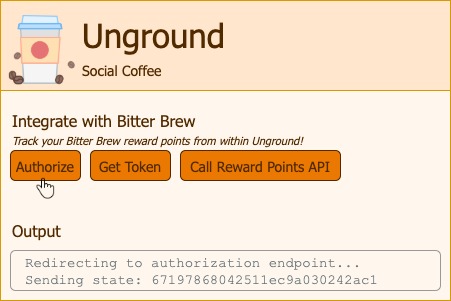 Unground
Social Coffee
Integrate with Bitter Brew
Track your Bitter Brew reward points from within Unground!
Authorize
Get Token
Call Reward Points API
Output
Redirecting to authorization endpoint...
Sending state: 67197868042511ec9a030242ac1